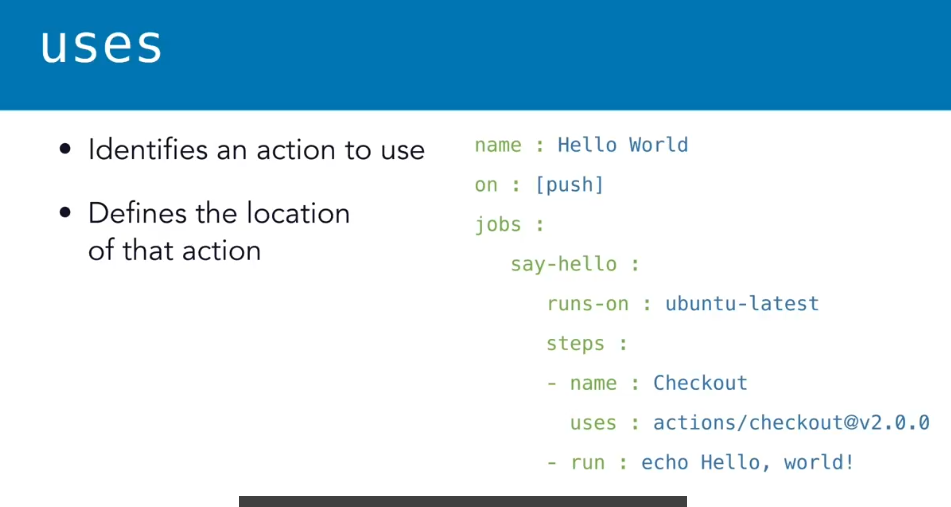 uses
• Identifies an action to use
• Defines the location
of that action
name : Hello World
on : [push]
jobs :
say-hello :
runs-on : ubuntu-latest
steps :
- name : Checkout
uses : actions/checkout@v2.0.0
- run : echo Hello, world!